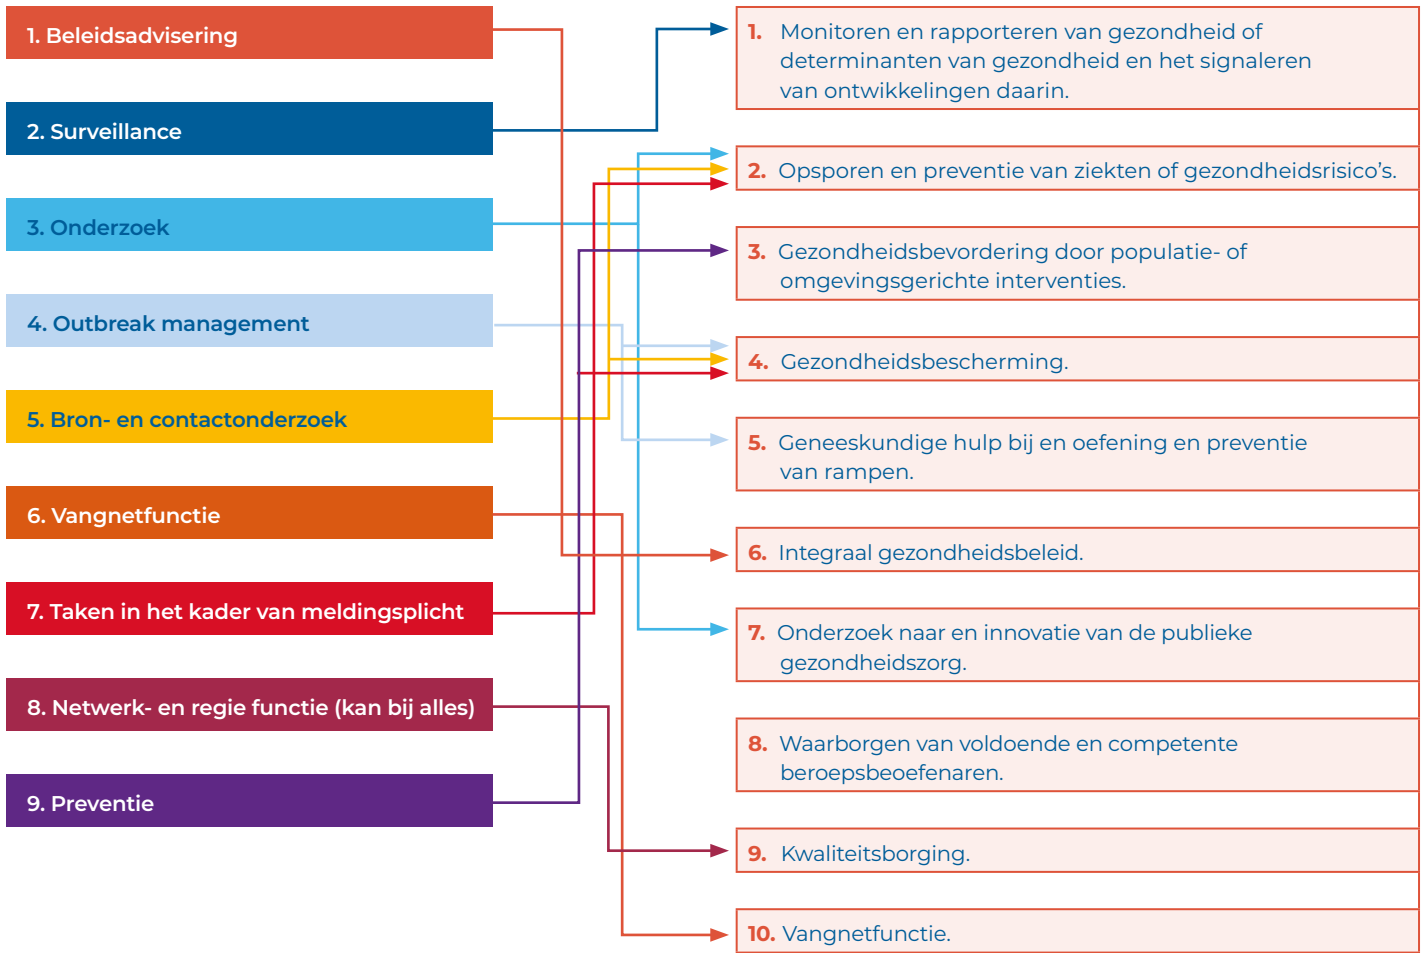 1. Beleidsadvisering
2. Surveillance
3. Onderzoek
4. Outbreak management
5. Bron- en contactonderzoek
6. Vangnetfunctie
7. Taken in het kader van meldingsplicht
8. Netwerk- en regie functie (kan bij alles)
9. Preventie
1. Monitoren en rapporteren van gezondheid of
determinanten van gezondheid en het signaleren
van ontwikkelingen daarin.
2. Opsporen en preventie van ziekten of gezondheidsrisico’s.
3. Gezondheidsbevordering door populatie- of
omgevingsgerichte interventies.
4. Gezondheidsbescherming.
5. Geneeskundige hulp bij en oefening en preventie
van rampen.
6. Integraal gezondheidsbeleid.
7. Onderzoek naar en innovatie van de publieke
gezondheidszorg.
8. Waarborgen van voldoende en competente
beroepsbeoefenaren.
9. Kwaliteitsborging.
10. Vangnetfunctie.